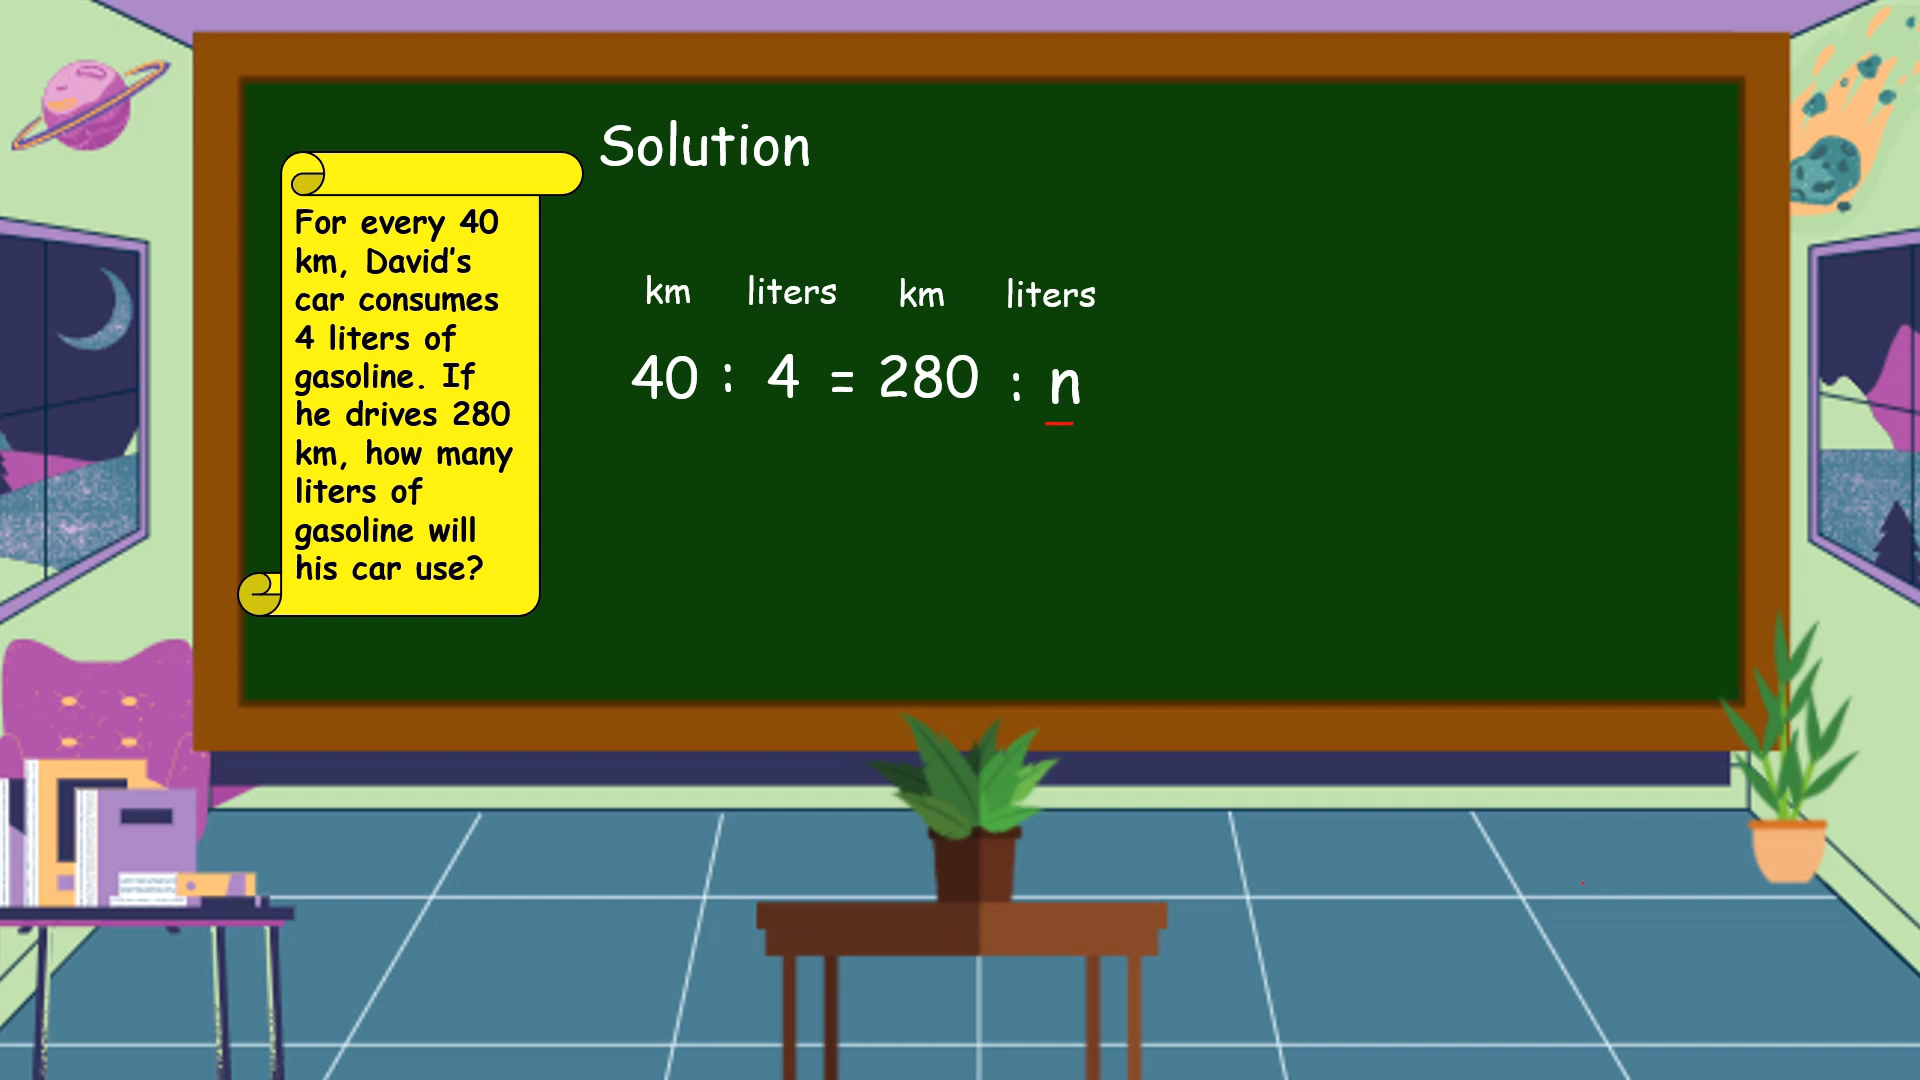 Solution
For every 40
km, David's
car consumes
4 liters of
gasoline. If
he drives 280
km, how many
liters of
gasoline will
his car use?
km liters km liters
40 : 4 = 280 : n